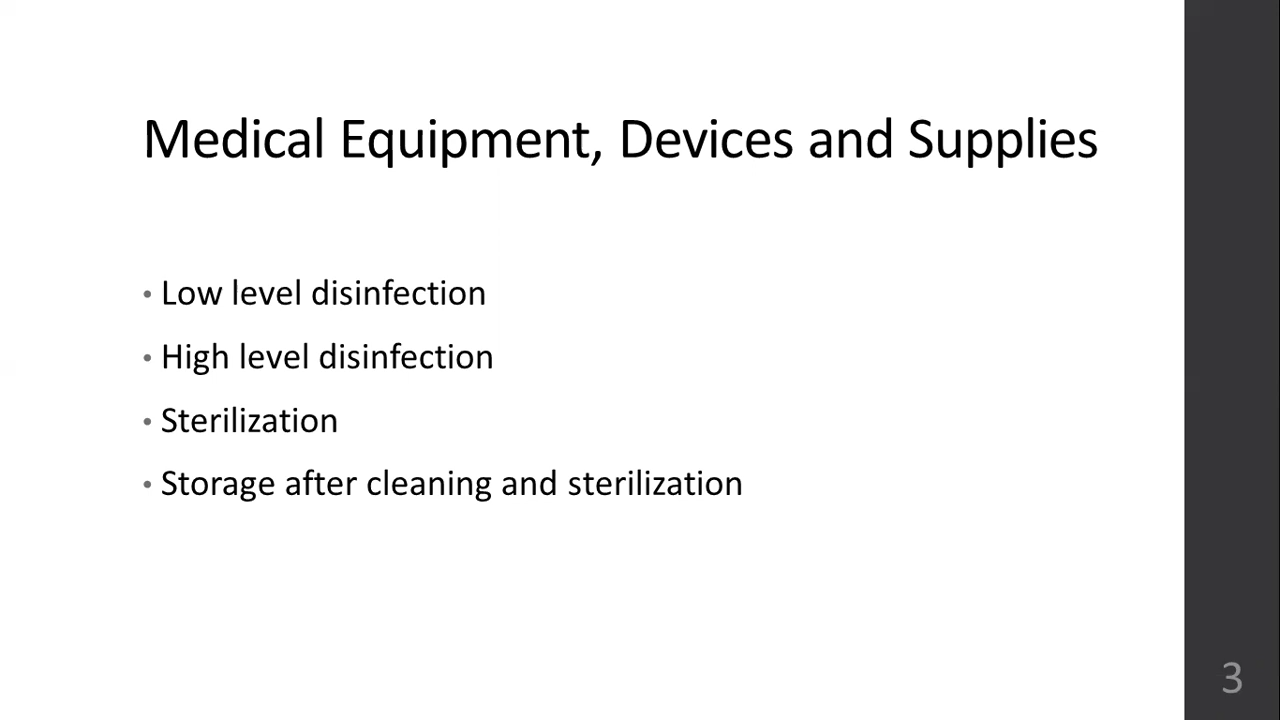 Medical Equipment, Devices and Supplies
• Low level disinfection
• High level disinfection
• Sterilization
• Storage after cleaning and sterilization
3